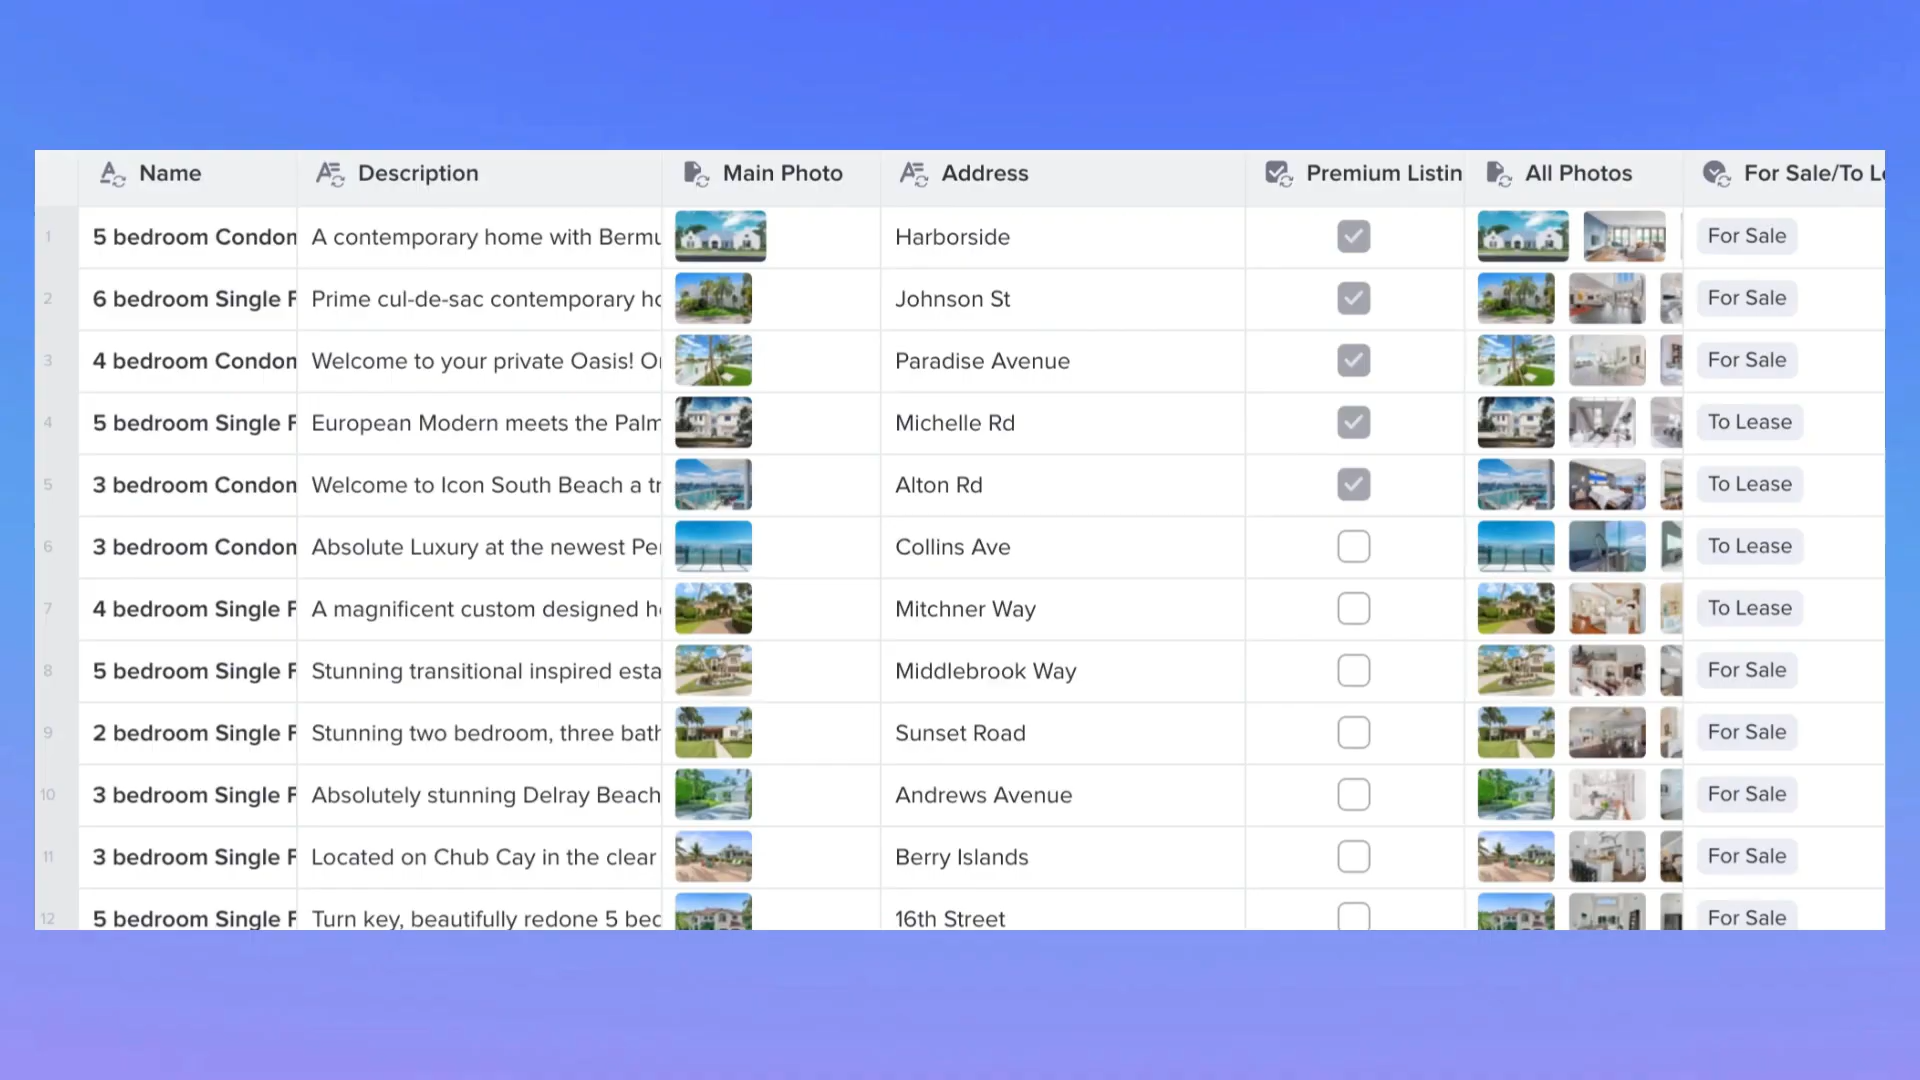 Name Description Main Photo Address Premium Listin All Photos For Sale/To Le
1 5 bedroom Condon A contemporary home with Bermu Harborside For Sale
2 6 bedroom Single F Prime cul-de-sac contemporary ho Johnson St For Sale
3 4 bedroom Condon Welcome to your private Oasis! Or Paradise Avenue For Sale
4 5 bedroom Single F European Modern meets the Palm Michelle Rd To Lease
5 3 bedroom Condon Welcome to Icon South Beach a tr Alton Rd To Lease
6 3 bedroom Condon Absolute Luxury at the newest Per Collins Ave To Lease
7 4 bedroom Single F A magnificent custom designed ho Mitchner Way To Lease
8 5 bedroom Single F Stunning transitional inspired esta Middlebrook Way For Sale
9 2 bedroom Single F Stunning two bedroom, three bath Sunset Road For Sale
10 3 bedroom Single F Absolutely stunning Delray Beach Andrews Avenue For Sale
11 3 bedroom Single F Located on Chub Cay in the clear Berry Islands For Sale
12 5 bedroom Single F Turn key, beautifully redone 5 bed 16th Street For Sale